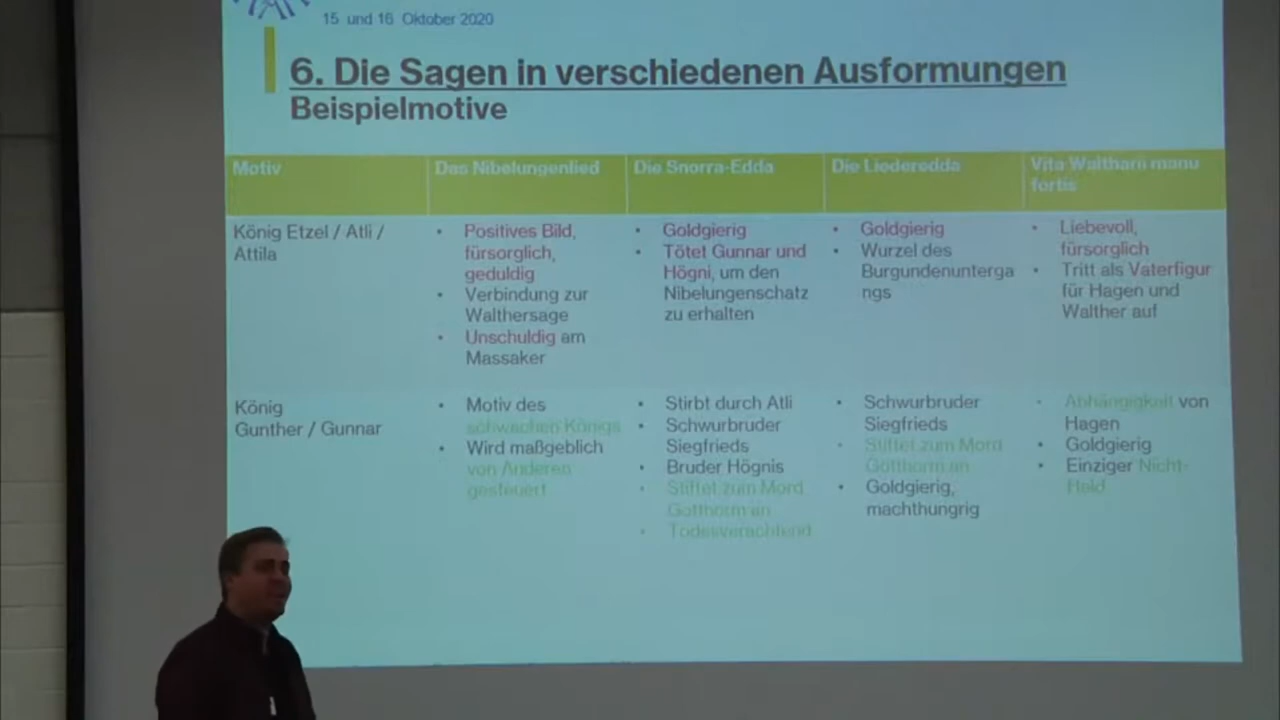 15 und 16 Oktober 2020
6. Die Sagen in verschiedenen Ausformungen
Beispielmotive
Motiv
Das Nibelungenlied
Die Snorra-Edda
Die Liederedda
Vita Waltharii manu
fortis
König Etzel / Atli /
Attila
• Positives Bild,
fürsorglich,
geduldig
• Verbindung zur
Walthersage
• Unschuldig am
Massaker
• Goldgierig
• Tötet Gunnar und
Högni, um den
Nibelungenschatz
zu erhalten
• Goldgierig
• Wurzel des
Burgundenunterga
ngs
• Liebevoll,
fürsorglich
• Tritt als Vaterfigur
für Hagen und
Walther auf
König
Gunther / Gunnar
• Motiv des
schwachen Königs
• Wird maßgeblich
von Anderen
gesteuert
• Stirbt durch Atli
• Schwurbruder
Siegfrieds
• Bruder Högnis
• Stiftet zum Mord
Gotthorm an
• Todesverachtend
• Schwurbruder
Siegfrieds
• Stiftet zum Mord
Gotthorm an
• Goldgierig,
machthungrig
• Abhängigkeit von
Hagen
• Goldgierig
• Einziger Nicht-
Held